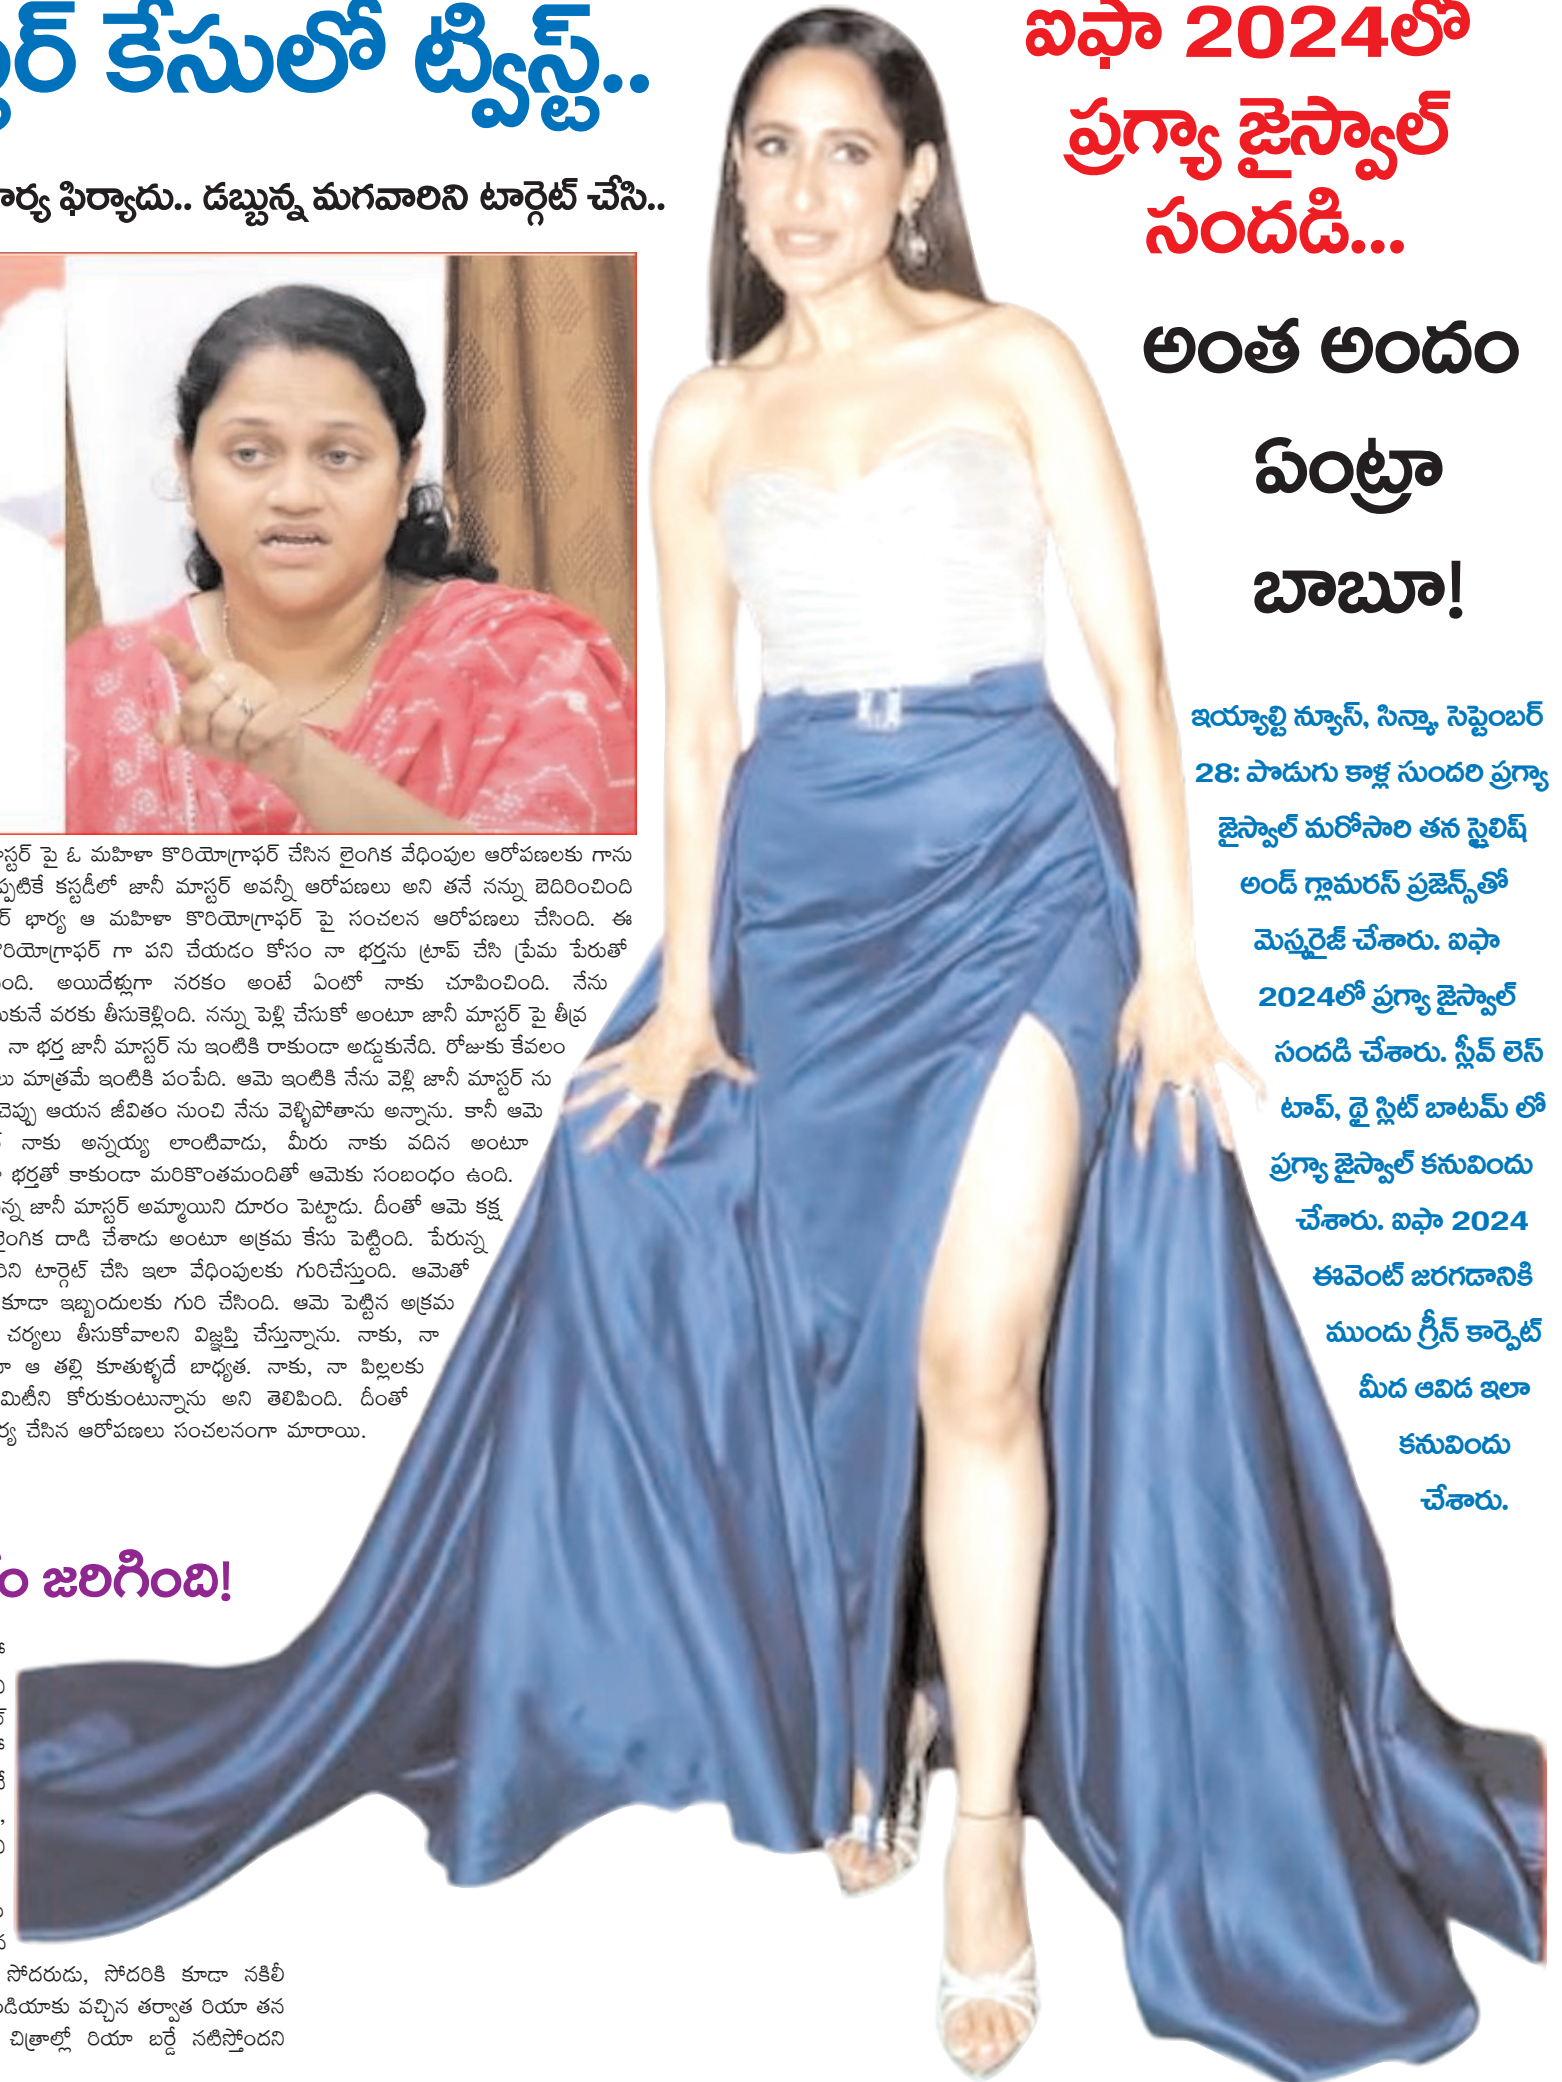 కేసులో ట్విస్ట్..
ఫిర్యాదు.. డబ్బున్న మగవారిని టార్గెట్ చేసి..
పై ఓ మహిళా కొరియోగ్రాఫర్ చేసిన లైంగిక వేధింపుల ఆరోపణలకు గాను
కస్టడీలో జానీ మాస్టర్ అవన్నీ ఆరోపణలు అని తనే నన్ను బెదిరించింది
భార్య ఆ మహిళా కొరియోగ్రాఫర్ పై సంచలన ఆరోపణలు చేసింది. ఈ
గా పని చేయడం కోసం నా భర్తను ట్రాప్ చేసి ప్రేమ పేరుతో
అయిదేళ్లుగా నరకం అంటే ఏంటో నాకు చూపించింది. నేను
వరకు తీసుకెళ్లింది. నన్ను పెళ్లి చేసుకో అంటూ జానీ మాస్టర్ పై తీవ్ర
నా భర్త జానీ మాస్టర్ ను ఇంటికి రాకుండా అడ్డుకునేది. రోజుకు కేవలం
మాత్రమే ఇంటికి పంపేది. ఆమె ఇంటికి నేను వెళ్లి జానీ మాస్టర్ ను
చెప్పు ఆయన జీవితం నుంచి నేను వెళ్ళిపోతాను అన్నాను. కానీ ఆమె
నాకు అన్నయ్య లాంటివాడు, మీరు నాకు వదిన అంటూ
భర్తతో కాకుండా మరికొంతమందితో ఆమెకు సంబంధం ఉంది.
జానీ మాస్టర్ అమ్మాయిని దూరం పెట్టాడు. దీంతో ఆమె కక్ష
దాడి చేశాడు అంటూ అక్రమ కేసు పెట్టింది. పేరున్న
టార్గెట్ చేసి ఇలా వేధింపులకు గురిచేస్తుంది. ఆమెతో
కూడా ఇబ్బందులకు గురి చేసింది. ఆమె పెట్టిన అక్రమ
చర్యలు తీసుకోవాలని విజ్ఞప్తి చేస్తున్నాను. నాకు, నా
ఆ తల్లి కూతుళ్ళదే బాధ్యత. నాకు, నా పిల్లలకు
కోరుకుంటున్నాను అని తెలిపింది. దీంతో
చేసిన ఆరోపణలు సంచలనంగా మారాయి.
జరిగింది!
సోదరుడు, సోదరికి కూడా నకిలీ
వచ్చిన తర్వాత రియా తన
చిత్రాల్లో రియా బర్డే నటిస్తోందని
ఐఫా 2024లో
ప్రగ్యా జైస్వాల్
సందడి...
అంత అందం
ఏంట్రా
బాబూ!
ఇయ్యాల్టి న్యూస్, సిన్మా, సెప్టెంబర్
28: పొడుగు కాళ్ల సుందరి ప్రగ్యా
జైస్వాల్ మరోసారి తన స్టైలిష్
అండ్ గ్లామరస్ ప్రజెన్స్‌తో
మెస్మరైజ్ చేశారు. ఐఫా
2024లో ప్రగ్యా జైస్వాల్
సందడి చేశారు. స్లీవ్ లెస్
టాప్, థై స్లిట్ బాటమ్ లో
ప్రగ్యా జైస్వాల్ కనువిందు
చేశారు. ఐఫా 2024
ఈవెంట్ జరగడానికి
ముందు గ్రీన్ కార్పెట్
మీద ఆవిడ ఇలా
కనువిందు
చేశారు.